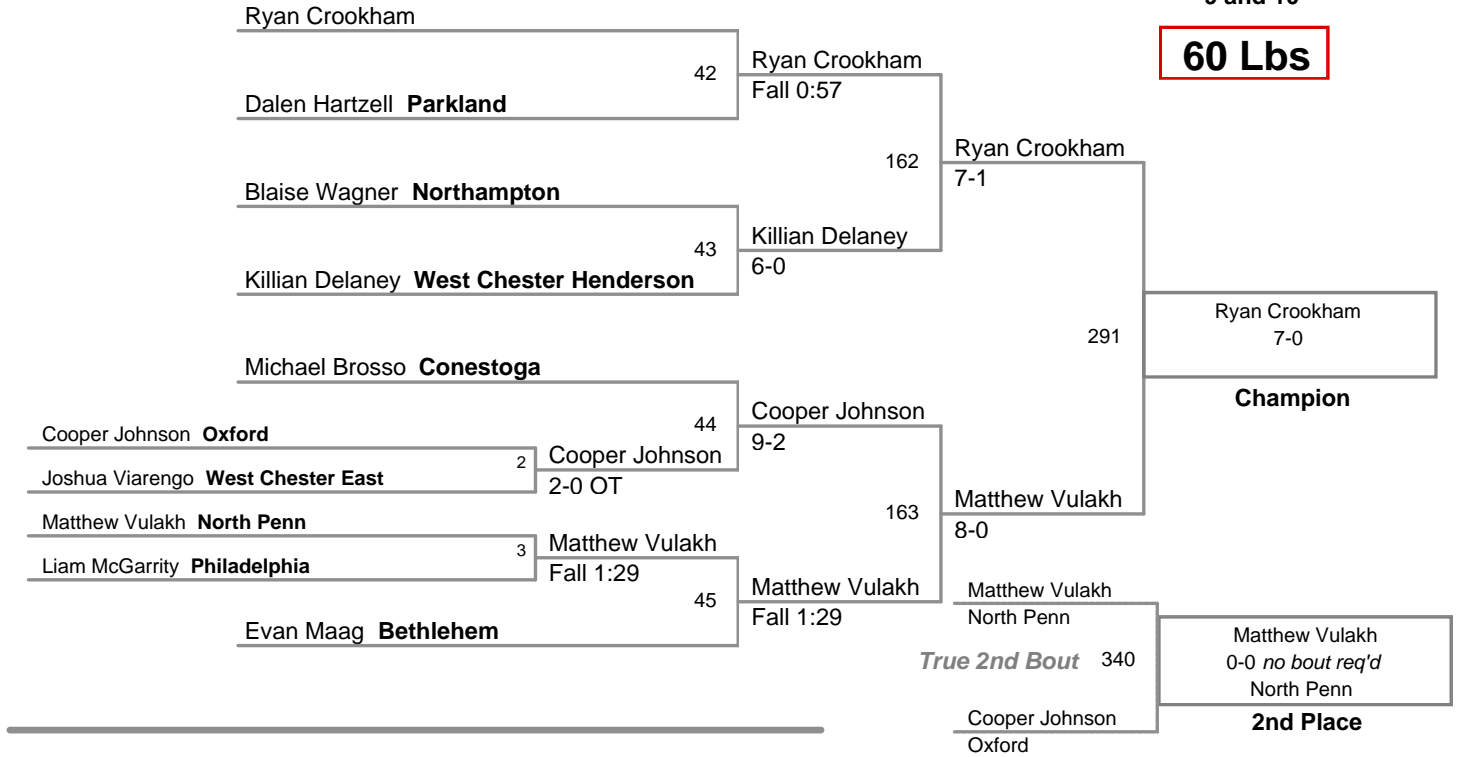 Ryan Crookham
60 Lbs
42
Ryan Crookham
Fall 0:57
Dalen Hartzell Parkland
162
Ryan Crookham
7-1
Blaise Wagner Northampton
43
Killian Delaney
6-0
Killian Delaney West Chester Henderson
291
Ryan Crookham
7-0
Champion
Michael Brosso Conestoga
44
Cooper Johnson
9-2
Cooper Johnson Oxford
2
Cooper Johnson
2-0 OT
Joshua Viarengo West Chester East
163
Matthew Vulakh
8-0
Matthew Vulakh North Penn
3
Matthew Vulakh
Fall 1:29
Liam McGarrity Philadelphia
45
Matthew Vulakh
Fall 1:29
Evan Maag Bethlehem
Matthew Vulakh
North Penn
True 2nd Bout 340
Matthew Vulakh
0-0 no bout req'd
North Penn
2nd Place
Cooper Johnson
Oxford